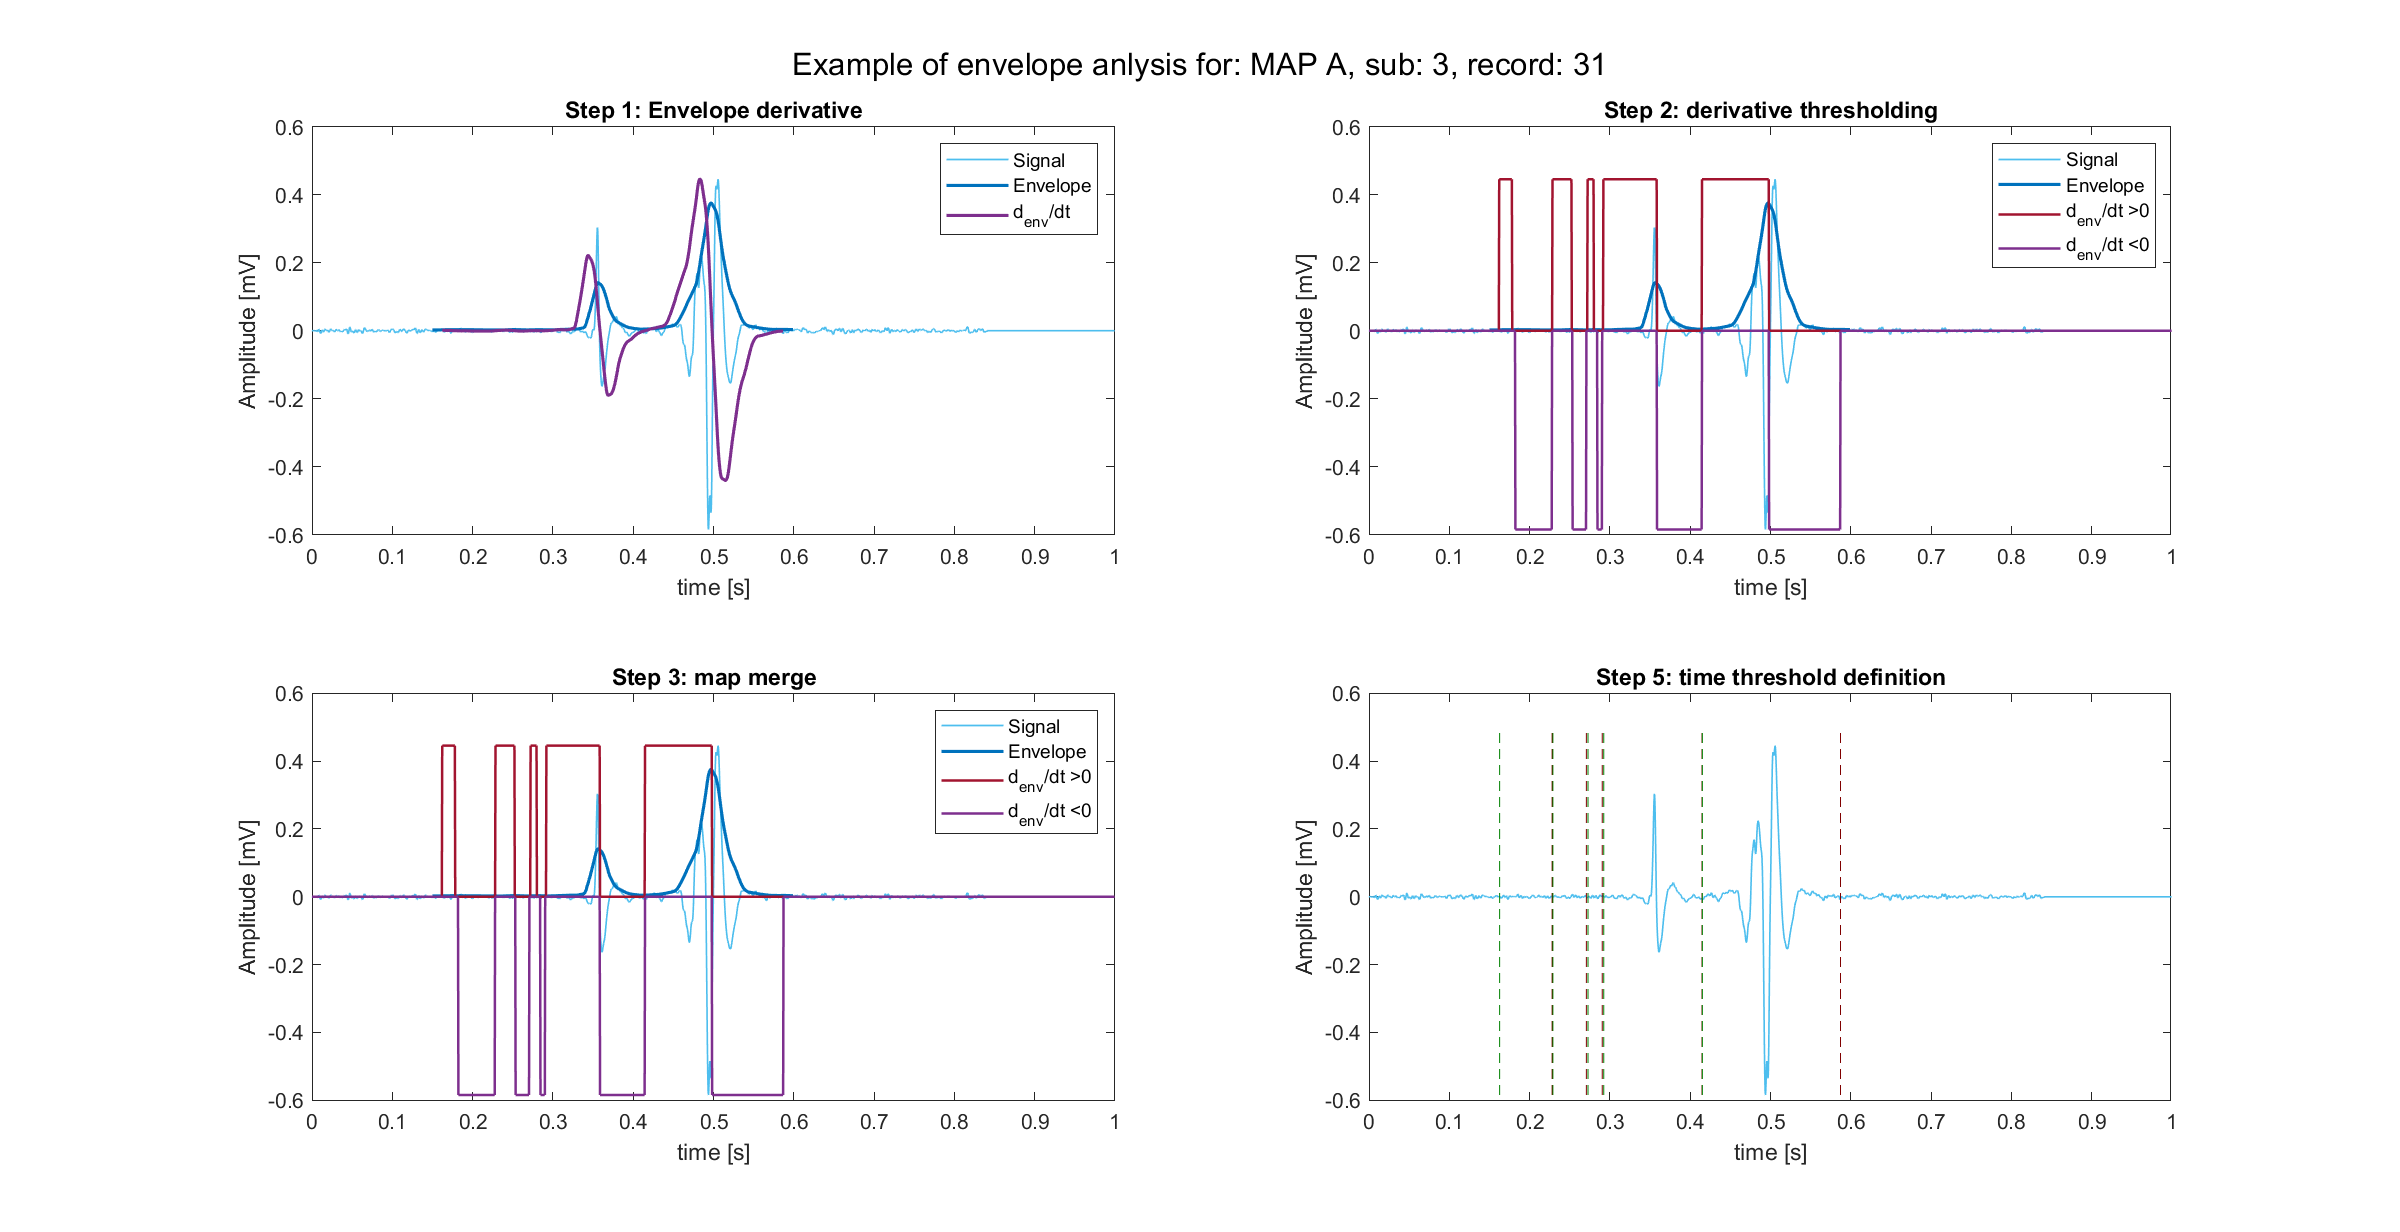 Example of envelope anlysis for: MAP A, sub: 3, record: 31
Step 1: Envelope derivative
0.6
0.4
0.2
0
-0.2
-0.4
-0.6
Amplitude [mV]
0 0.1 0.2 0.3 0.4 0.5 0.6 0.7 0.8 0.9 1
time [s]
Signal
Envelope
d_env/dt
Step 2: derivative thresholding
0.6
0.4
0.2
0
-0.2
-0.4
-0.6
Amplitude [mV]
0 0.1 0.2 0.3 0.4 0.5 0.6 0.7 0.8 0.9 1
time [s]
Signal
Envelope
d_env/dt >0
d_env/dt <0
Step 3: map merge
0.6
0.4
0.2
0
-0.2
-0.4
-0.6
Amplitude [mV]
0 0.1 0.2 0.3 0.4 0.5 0.6 0.7 0.8 0.9 1
time [s]
Signal
Envelope
d_env/dt >0
d_env/dt <0
Step 5: time threshold definition
0.6
0.4
0.2
0
-0.2
-0.4
-0.6
Amplitude [mV]
0 0.1 0.2 0.3 0.4 0.5 0.6 0.7 0.8 0.9 1
time [s]